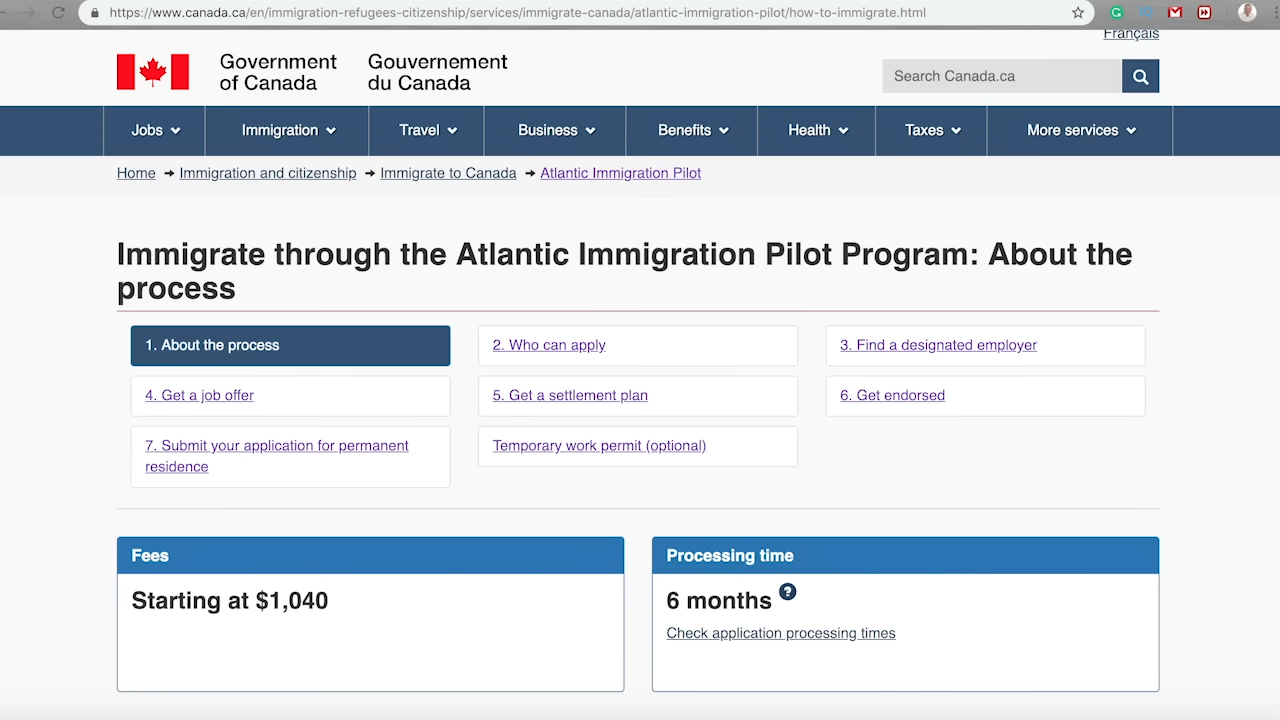 https://www.canada.ca/en/immigration-refugees-citizenship/services/immigrate-canada/atlantic-immigration-pilot/how-to-immigrate.html
Français
Government of Canada
Gouvernement du Canada
Search Canada.ca
Jobs Immigration Travel Business Benefits Health Taxes More services
Home → Immigration and citizenship → Immigrate to Canada → Atlantic Immigration Pilot
Immigrate through the Atlantic Immigration Pilot Program: About the
process
1. About the process
2. Who can apply
3. Find a designated employer
4. Get a job offer
5. Get a settlement plan
6. Get endorsed
7. Submit your application for permanent
residence
Temporary work permit (optional)
Fees
Starting at $1,040
Processing time
6 months ?
Check application processing times